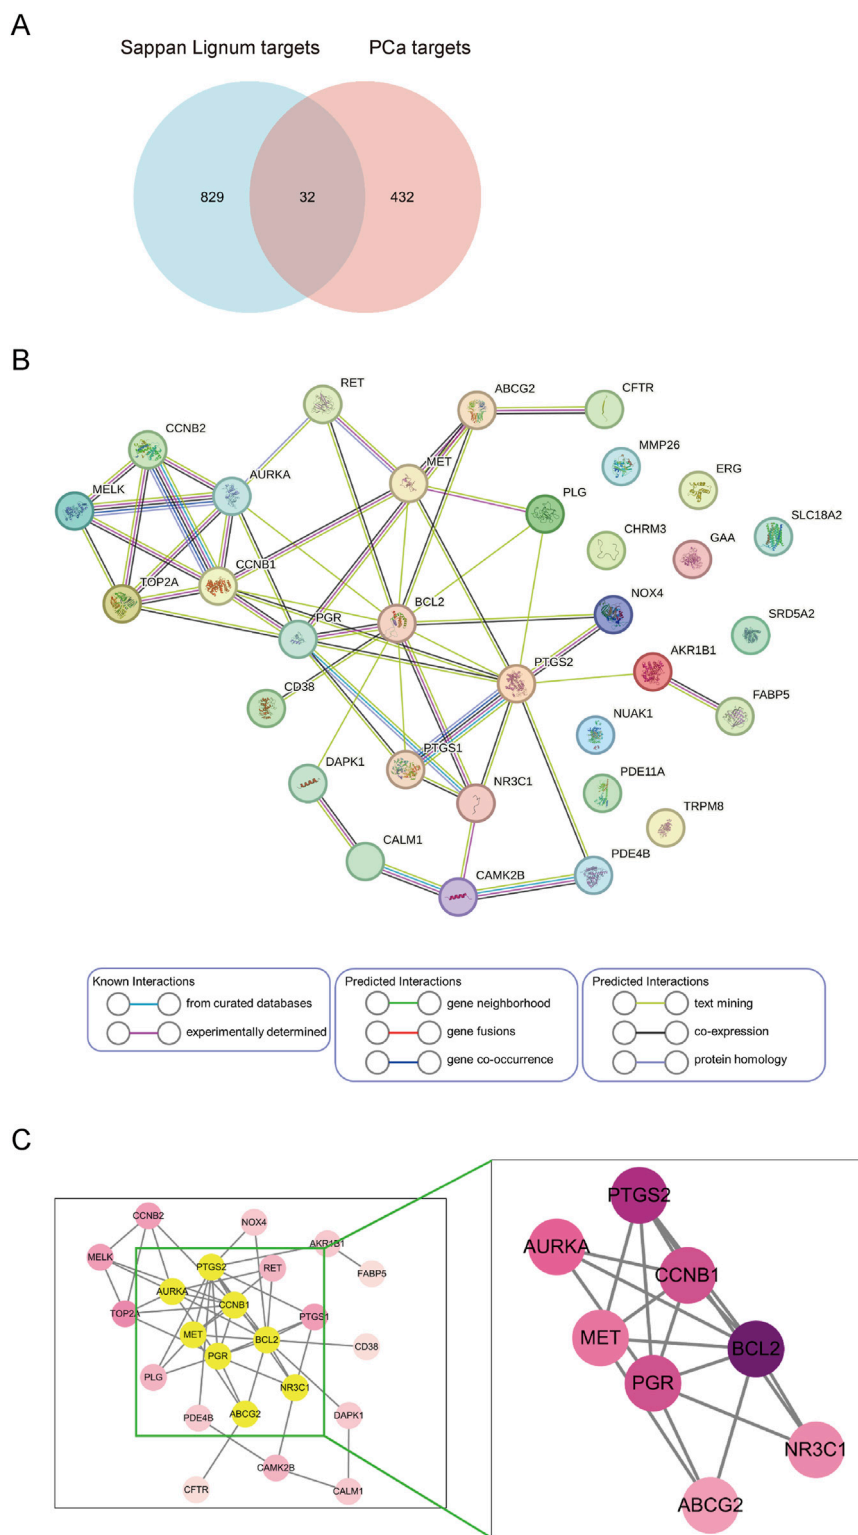 A
Sappan Lignum targets
PCa targets
829
32
432
B
RET
ABCG2
CFTR
CCNB2
MMP26
AURKA
MET
ERG
MELK
PLG
SLC18A2
CHRM3
GAA
CCNB1
TOP2A
BCL2
PGR
NOX4
SRD5A2
PTGS2
AKR1B1
CD38
FABP5
NUAK1
PTGS1
DAPK1
NR3C1
PDE11A
TRPM8
CALM1
PDE4B
CAMK2B
Known Interactions
from curated databases
experimentally determined
Predicted Interactions
gene neighborhood
gene fusions
gene co-occurrence
Predicted Interactions
text mining
co-expression
protein homology
C
CCNB2
NOX4
AKR1B1
MELK
PTGS2
RET
FABP5
AURKA
CCNB1
TOP2A
PTGS1
MET
BCL2
CD38
PGR
PLG
NR3C1
PDE4B
ABCG2
DAPK1
CAMK2B
CFTR
CALM1
PTGS2
AURKA
CCNB1
MET
BCL2
PGR
NR3C1
ABCG2